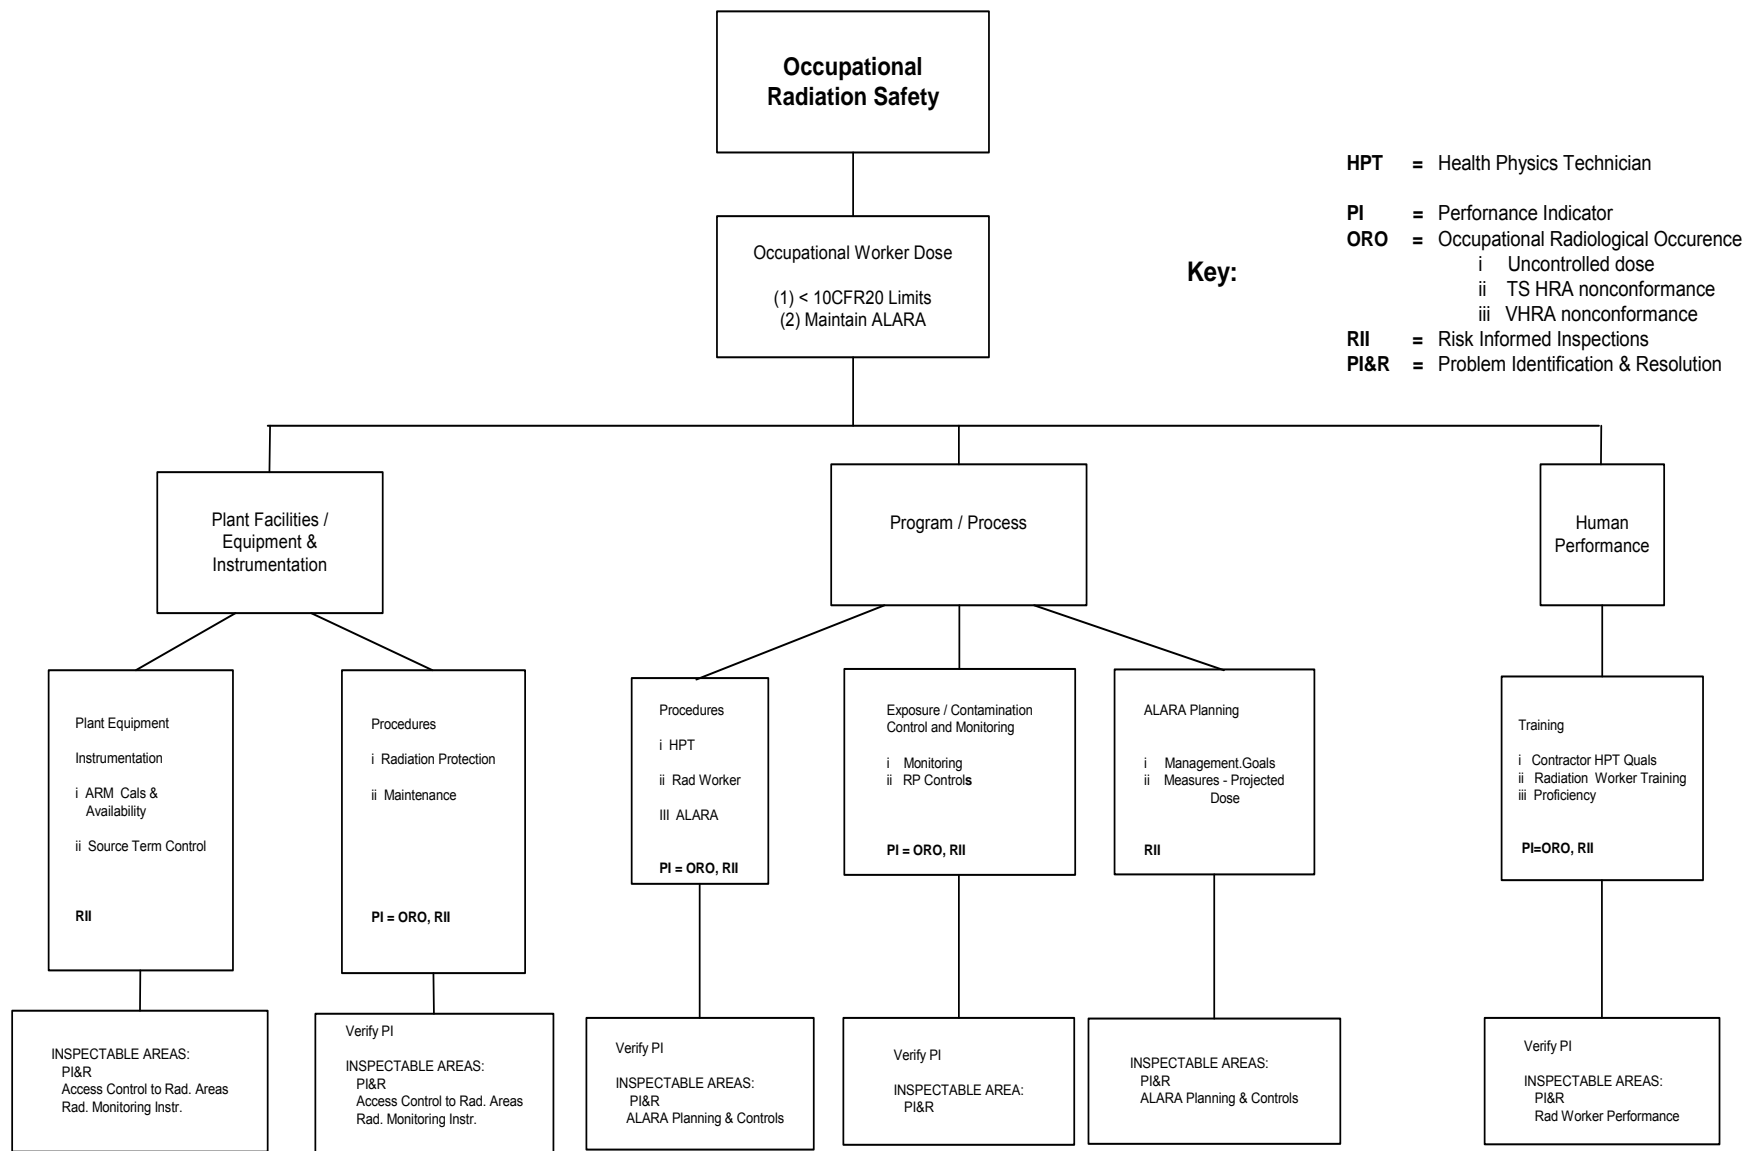 Occupational
Radiation Safety
HPT = Health Physics Technician
PI = Perfornance Indicator
ORO = Occupational Radiological Occurence
i Uncontrolled dose
ii TS HRA nonconformance
iii VHRA nonconformance
RII = Risk Informed Inspections
PI&R = Problem Identification & Resolution
Key:
Occupational Worker Dose
(1) < 10CFR20 Limits
(2) Maintain ALARA
Plant Facilities /
Equipment &
Instrumentation
Program / Process
Human
Performance
Plant Equipment
Instrumentation
i ARM Cals &
Availability
ii Source Term Control
RII
Procedures
i Radiation Protection
ii Maintenance
PI = ORO, RII
Procedures
i HPT
ii Rad Worker
III ALARA
PI = ORO, RII
Exposure / Contamination
Control and Monitoring
i Monitoring
ii RP Controls
PI = ORO, RII
ALARA Planning
i Management.Goals
ii Measures - Projected
Dose
RII
Training
i Contractor HPT Quals
ii Radiation Worker Training
iii Proficiency
PI=ORO, RII
INSPECTABLE AREAS:
PI&R
Access Control to Rad. Areas
Rad. Monitoring Instr.
Verify PI
INSPECTABLE AREAS:
PI&R
Access Control to Rad. Areas
Rad. Monitoring Instr.
Verify PI
INSPECTABLE AREAS:
PI&R
ALARA Planning & Controls
Verify PI
INSPECTABLE AREA:
PI&R
INSPECTABLE AREAS:
PI&R
ALARA Planning & Controls
Verify PI
INSPECTABLE AREAS:
PI&R
Rad Worker Performance